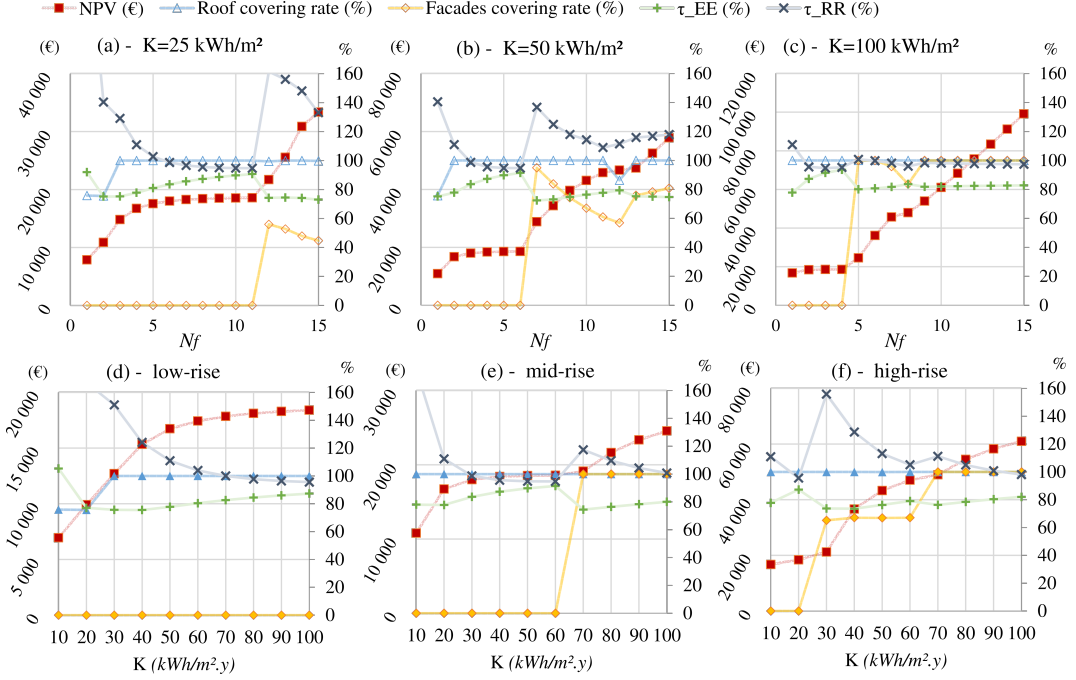 NPV (€) Roof covering rate (%) Facades covering rate (%) τ_EE (%) τ_RR (%)
(€) (a) - K=25 kWh/m² % (€) (b) - K=50 kWh/m² (€) (c) - K=100 kWh/m² %
40 000 30 000 20 000 10 000 0
160 140 120 100 80 60 40 20 0
0 5 10 15
Nf
80 000 60 000 40 000 20 000 0
160 140 120 100 80 60 40 20 0
0 5 10 15
Nf
120 000 100 000 80 000 60 000 40 000 20 000 0
160 140 120 100 80 60 40 20 0
0 5 10 15
(€) (d) - low-rise % (€) (e) - mid-rise % (€) (f) - high-rise %
20 000 15 000 10 000 5 000 0
160 140 120 100 80 60 40 20 0
10 20 30 40 50 60 70 80 90 100
K (kWh/m².y)
30 000 20 000 10 000 0
160 140 120 100 80 60 40 20 0
10 20 30 40 50 60 70 80 90 100
K (kWh/m².y)
80 000 60 000 40 000 20 000 0
160 140 120 100 80 60 40 20 0
10 20 30 40 50 60 70 80 90 100
K (kWh/m².y)